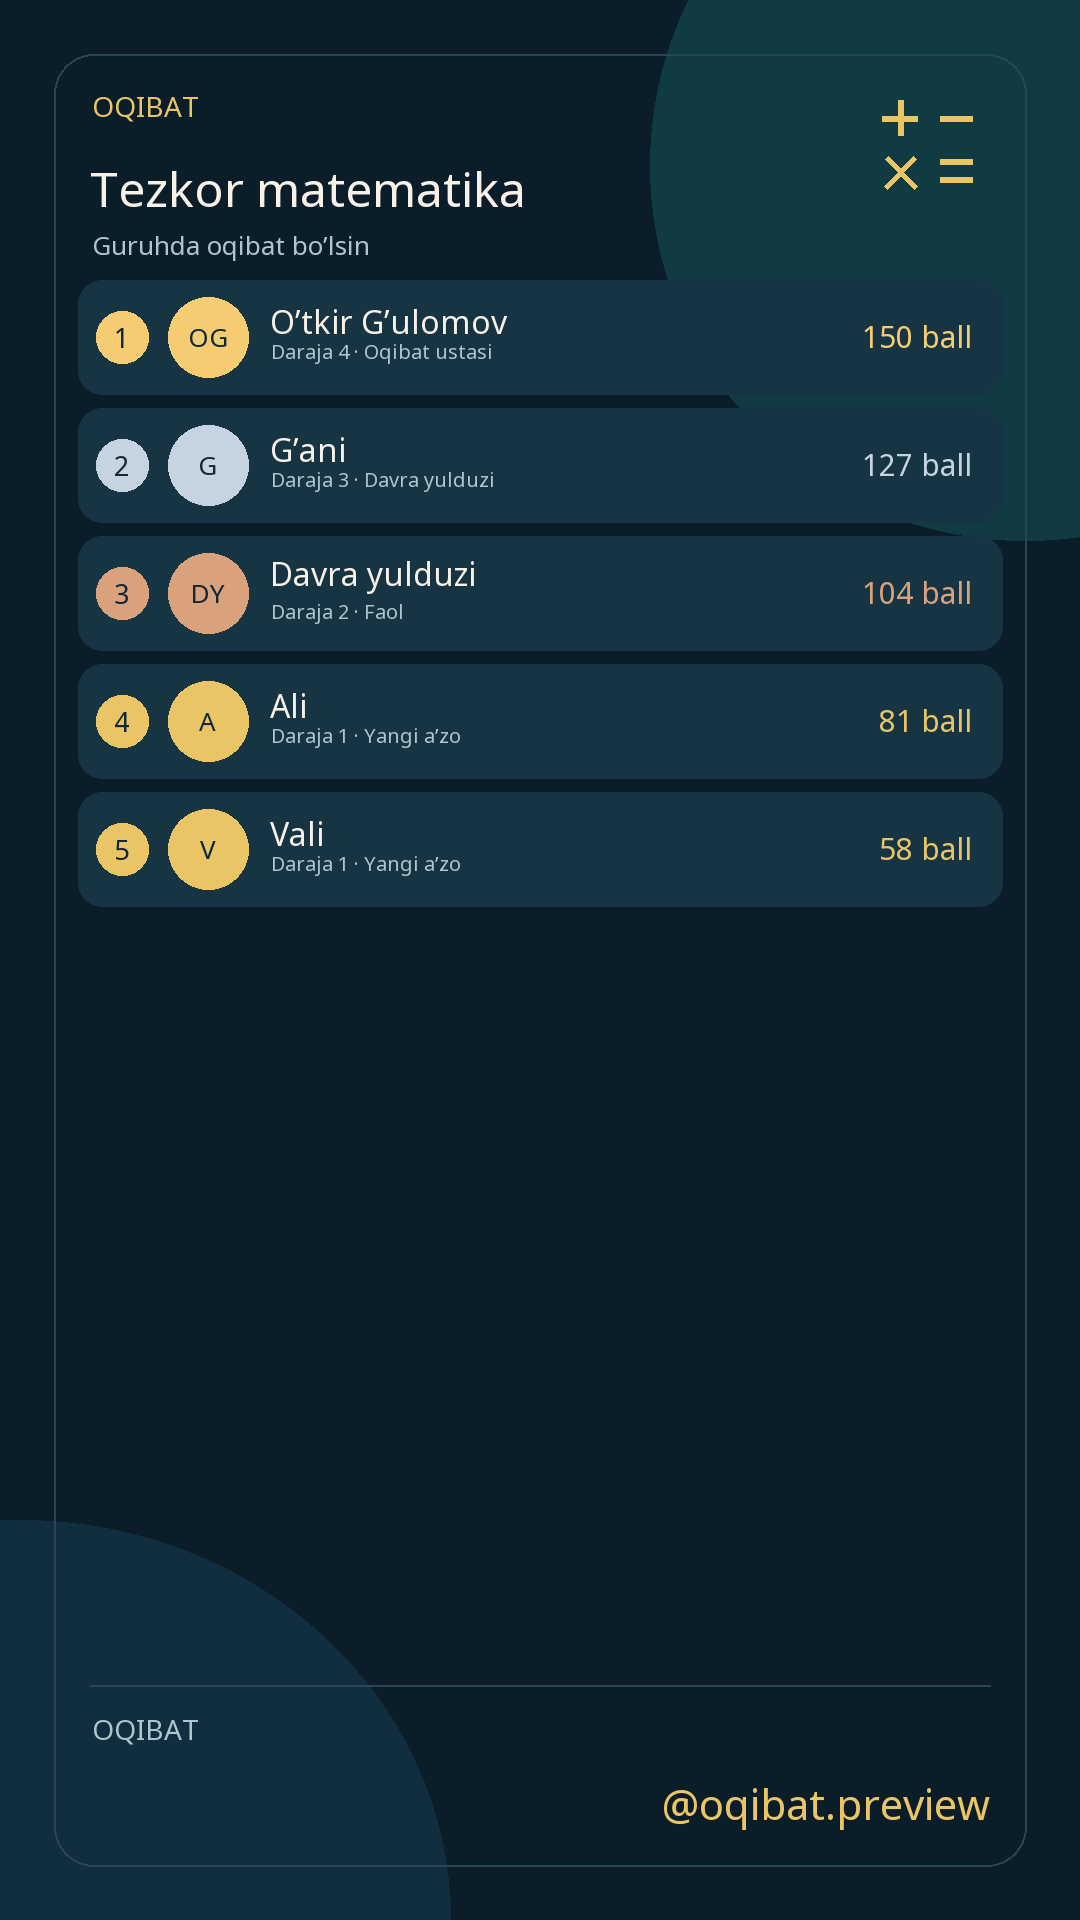 OQIBAT
Tezkor matematika
Guruhda oqibat bo’lsin
1 OG O’tkir G’ulomov 150 ball
Daraja 4 · Oqibat ustasi
2 G G’ani 127 ball
Daraja 3 · Davra yulduzi
3 DY Davra yulduzi 104 ball
Daraja 2 · Faol
4 A Ali 81 ball
Daraja 1 · Yangi a’zo
5 V Vali 58 ball
Daraja 1 · Yangi a’zo
OQIBAT
@oqibat.preview